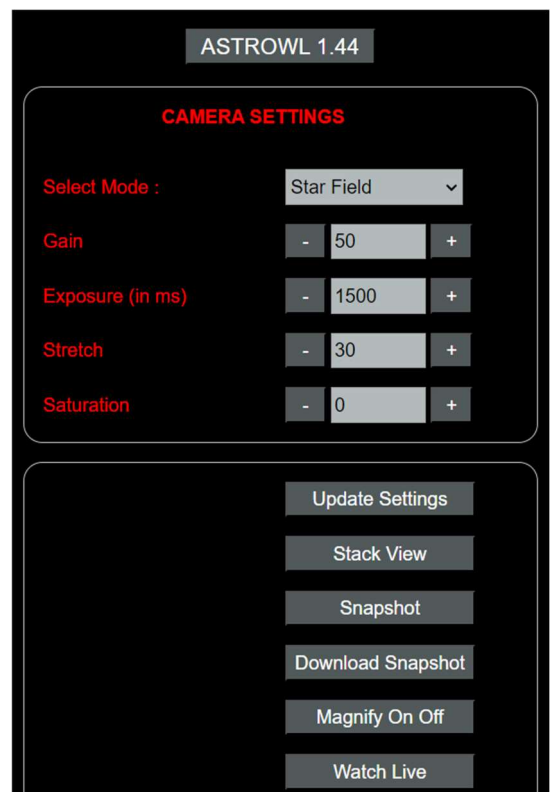 ASTROWL 1.44
CAMERA SETTINGS
Select Mode : Star Field
Gain - 50 +
Exposure (in ms) - 1500 +
Stretch - 30 +
Saturation - 0 +
Update Settings
Stack View
Snapshot
Download Snapshot
Magnify On Off
Watch Live